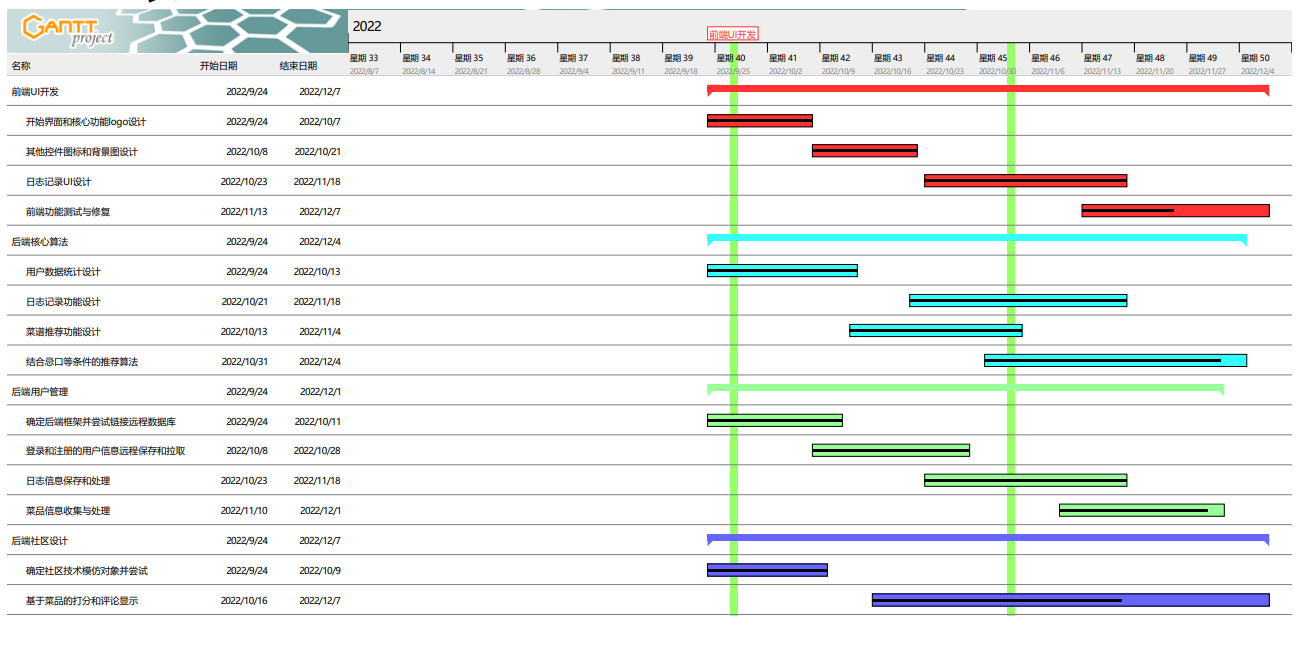 GANTT
project
2022
前端UI开发
名称 开始日期 结束日期
星期 33 星期 34 星期 35 星期 36 星期 37 星期 38 星期 39 星期 40 星期 41 星期 42 星期 43 星期 44 星期 45 星期 46 星期 47 星期 48 星期 49 星期 50
2022/8/7 2022/8/14 2022/8/21 2022/8/28 2022/9/4 2022/9/11 2022/9/18 2022/9/25 2022/10/2 2022/10/9 2022/10/16 2022/10/23 2022/10/30 2022/11/6 2022/11/13 2022/11/20 2022/11/27 2022/12/4
前端UI开发 2022/9/24 2022/12/7
开始界面和核心功能logo设计 2022/9/24 2022/10/7
其他控件图标和背景图设计 2022/10/8 2022/10/21
日志记录UI设计 2022/10/23 2022/11/18
前端功能测试与修复 2022/11/13 2022/12/7
后端核心算法 2022/9/24 2022/12/4
用户数据统计设计 2022/9/24 2022/10/13
日志记录功能设计 2022/10/21 2022/11/18
菜谱推荐功能设计 2022/10/13 2022/11/4
结合忌口等条件的推荐算法 2022/10/31 2022/12/4
后端用户管理 2022/9/24 2022/12/1
确定后端框架并尝试链接远程数据库 2022/9/24 2022/10/11
登录和注册的用户信息远程保存和拉取 2022/10/8 2022/10/28
日志信息保存和处理 2022/10/23 2022/11/18
菜品信息收集与处理 2022/11/10 2022/12/1
后端社区设计 2022/9/24 2022/12/7
确定社区技术模仿对象并尝试 2022/9/24 2022/10/9
基于菜品的打分和评论显示 2022/10/16 2022/12/7